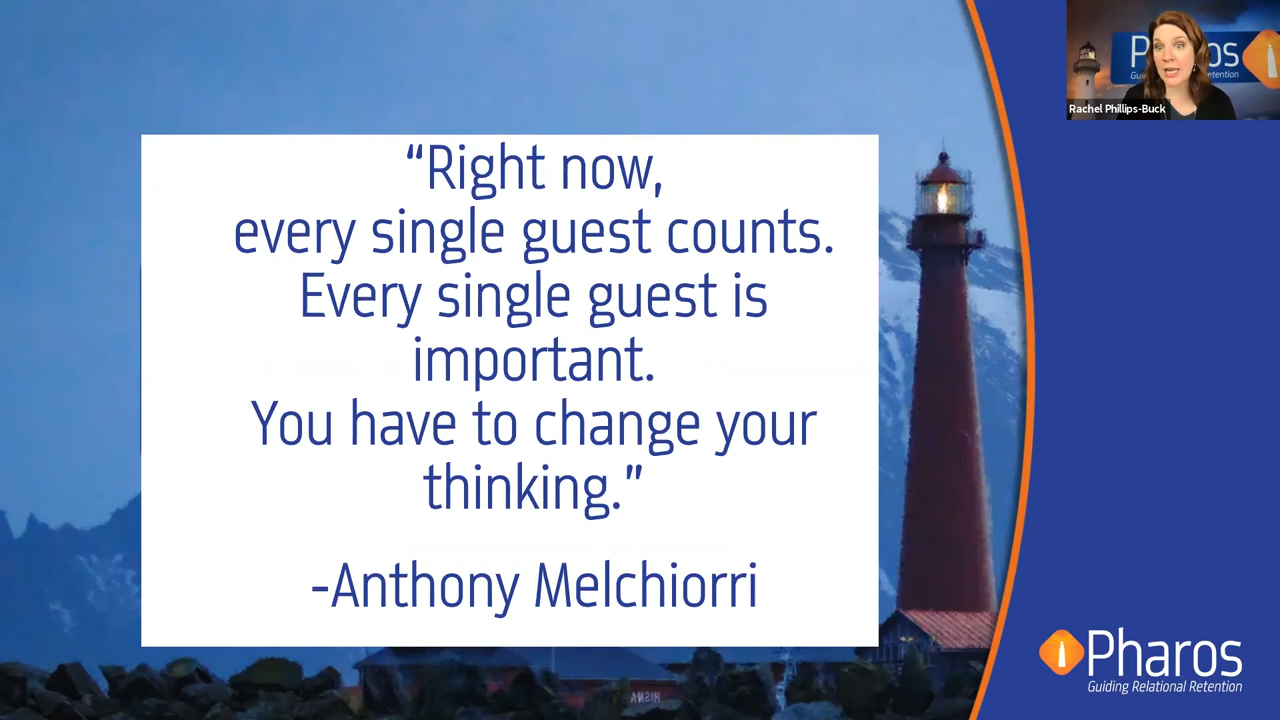 “Right now,
every single guest counts.
Every single guest is
important.
You have to change your
thinking.”
-Anthony Melchiorri
Rachel Phillips-Buck
Pharos
Guiding Relational Retention